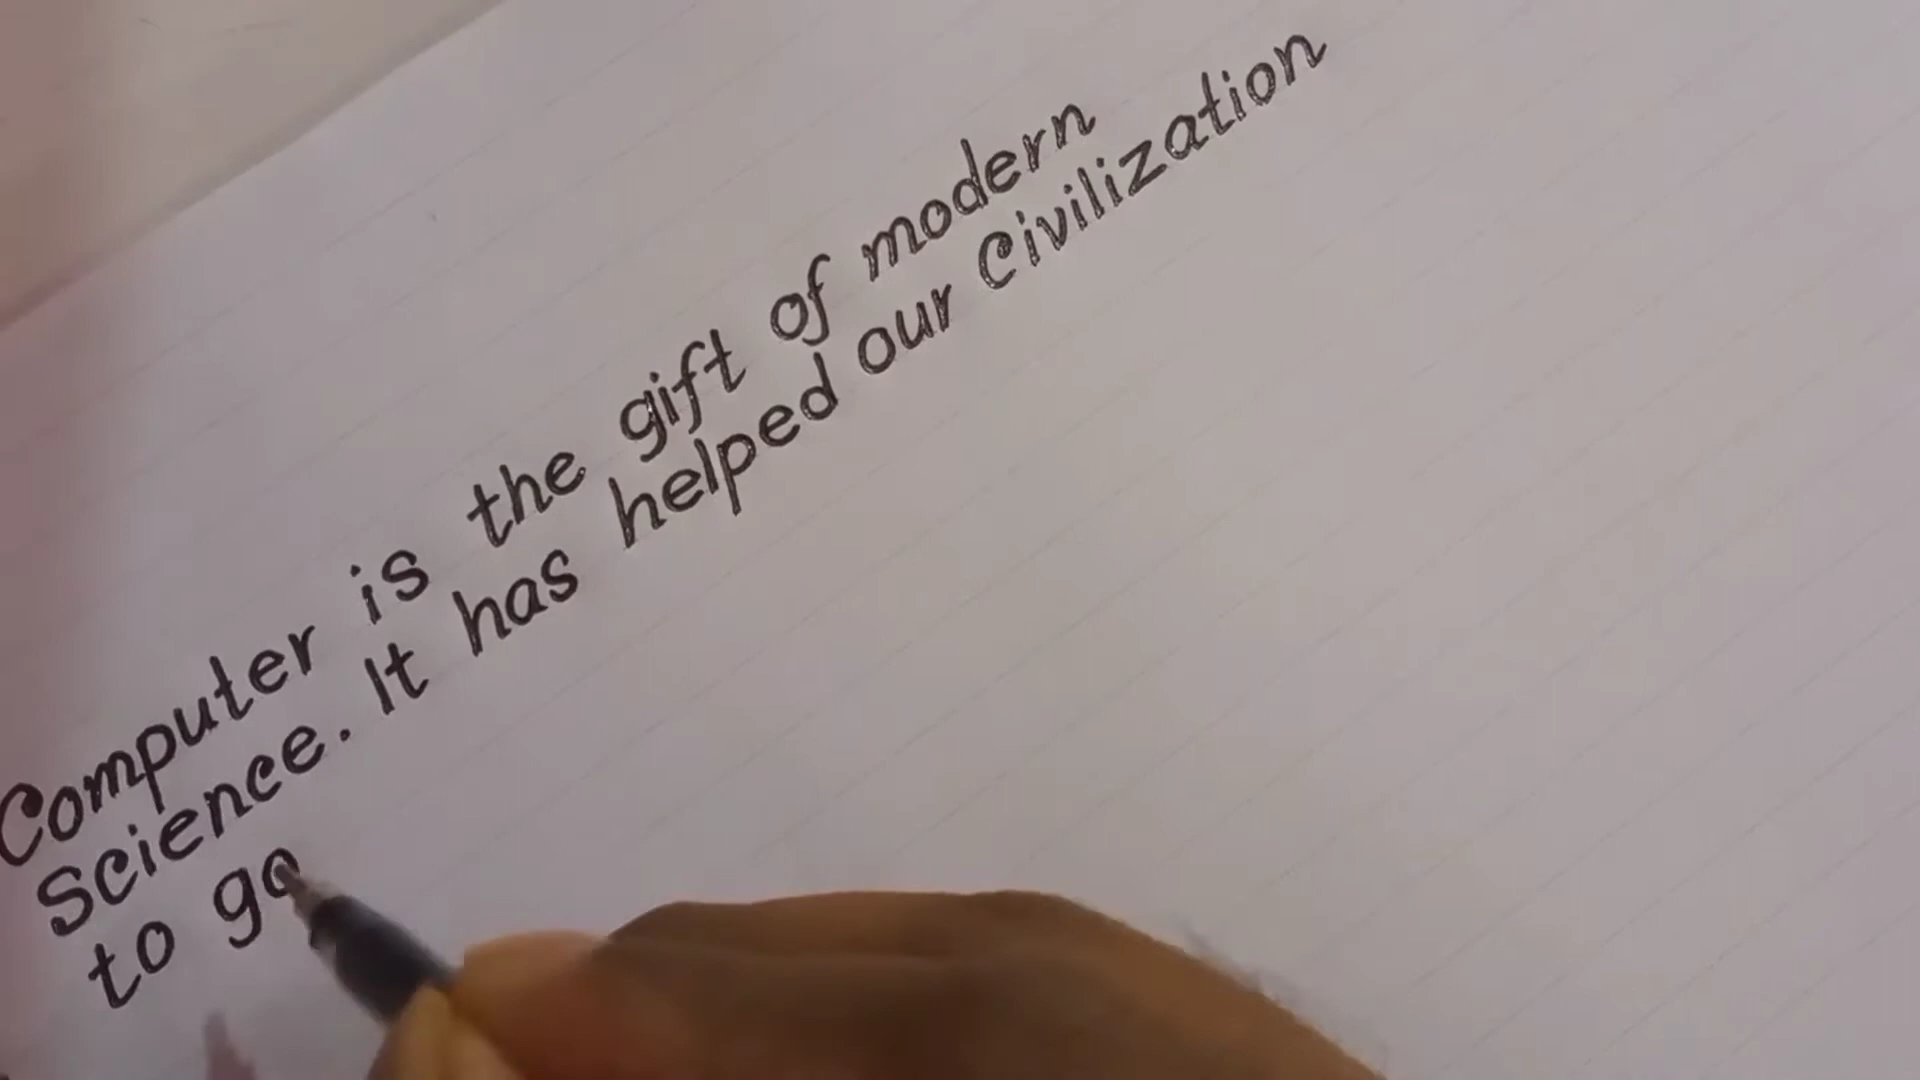 Computer is the gift of modern
Science. It has helped our Civilization
to go